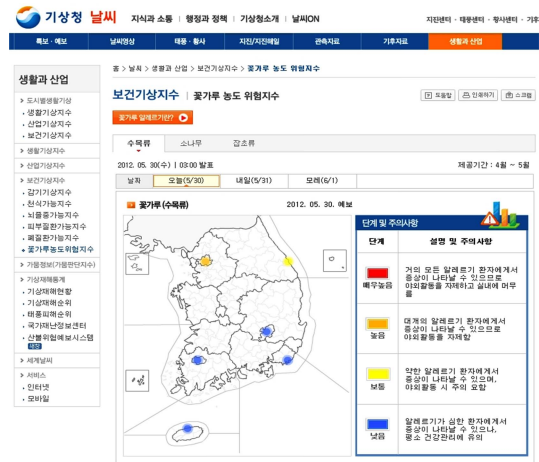 기상청 날씨
지식과 소통 | 행정과 정책 | 기상청소개 | 날씨ON
지진센터 · 태풍센터 · 황사센터 · 기후
특보·예보 날씨영상 태풍·황사 지진/지진해일 관측자료 기후자료 생활과 산업
홈 > 날씨 > 생활과 산업 > 보건기상지수 > 꽃가루 농도 위험지수
생활과 산업
도시별생활기상
생활기상지수
산업기상지수
보건기상지수
생활기상지수
산업기상지수
보건기상지수
감기기상지수
천식가능지수
뇌졸중가능지수
피부질환가능지수
폐질환가능지수
꽃가루농도위험지수
가뭄정보(가뭄판단지수)
기상재해통계
기상재해현황
기상재해순위
태풍피해순위
국가재난정보센터
산불위험예보시스템
새창
세계날씨
서비스
인터넷
모바일
보건기상지수 | 꽃가루 농도 위험지수
도움말 인쇄하기 스크랩
꽃가루 알레르기란?
수목류 소나무 잡초류
2012. 05. 30(수) | 03:00 발표
제공기간 : 4월 ~ 5월
날짜 오늘(5/30) 내일(5/31) 모레(6/1)
꽃가루(수목류) 2012. 05. 30. 예보
단계 및 주의사항
단계 설명 및 주의사항
매우높음
거의 모든 알레르기 환자에게서
증상이 나타날 수 있으므로
야외활동을 자제하고 실내에 머무
름
높음
대개의 알레르기 환자에게서
증상이 나타날 수 있으므로
야외활동을 자제함
보통
약한 알레르기 환자에게서
증상이 나타날 수 있으며,
야외활동 시 주의 요함
낮음
알레르기가 심한 환자에게서
증상이 나타날 수 있으나,
평소 건강관리에 유의